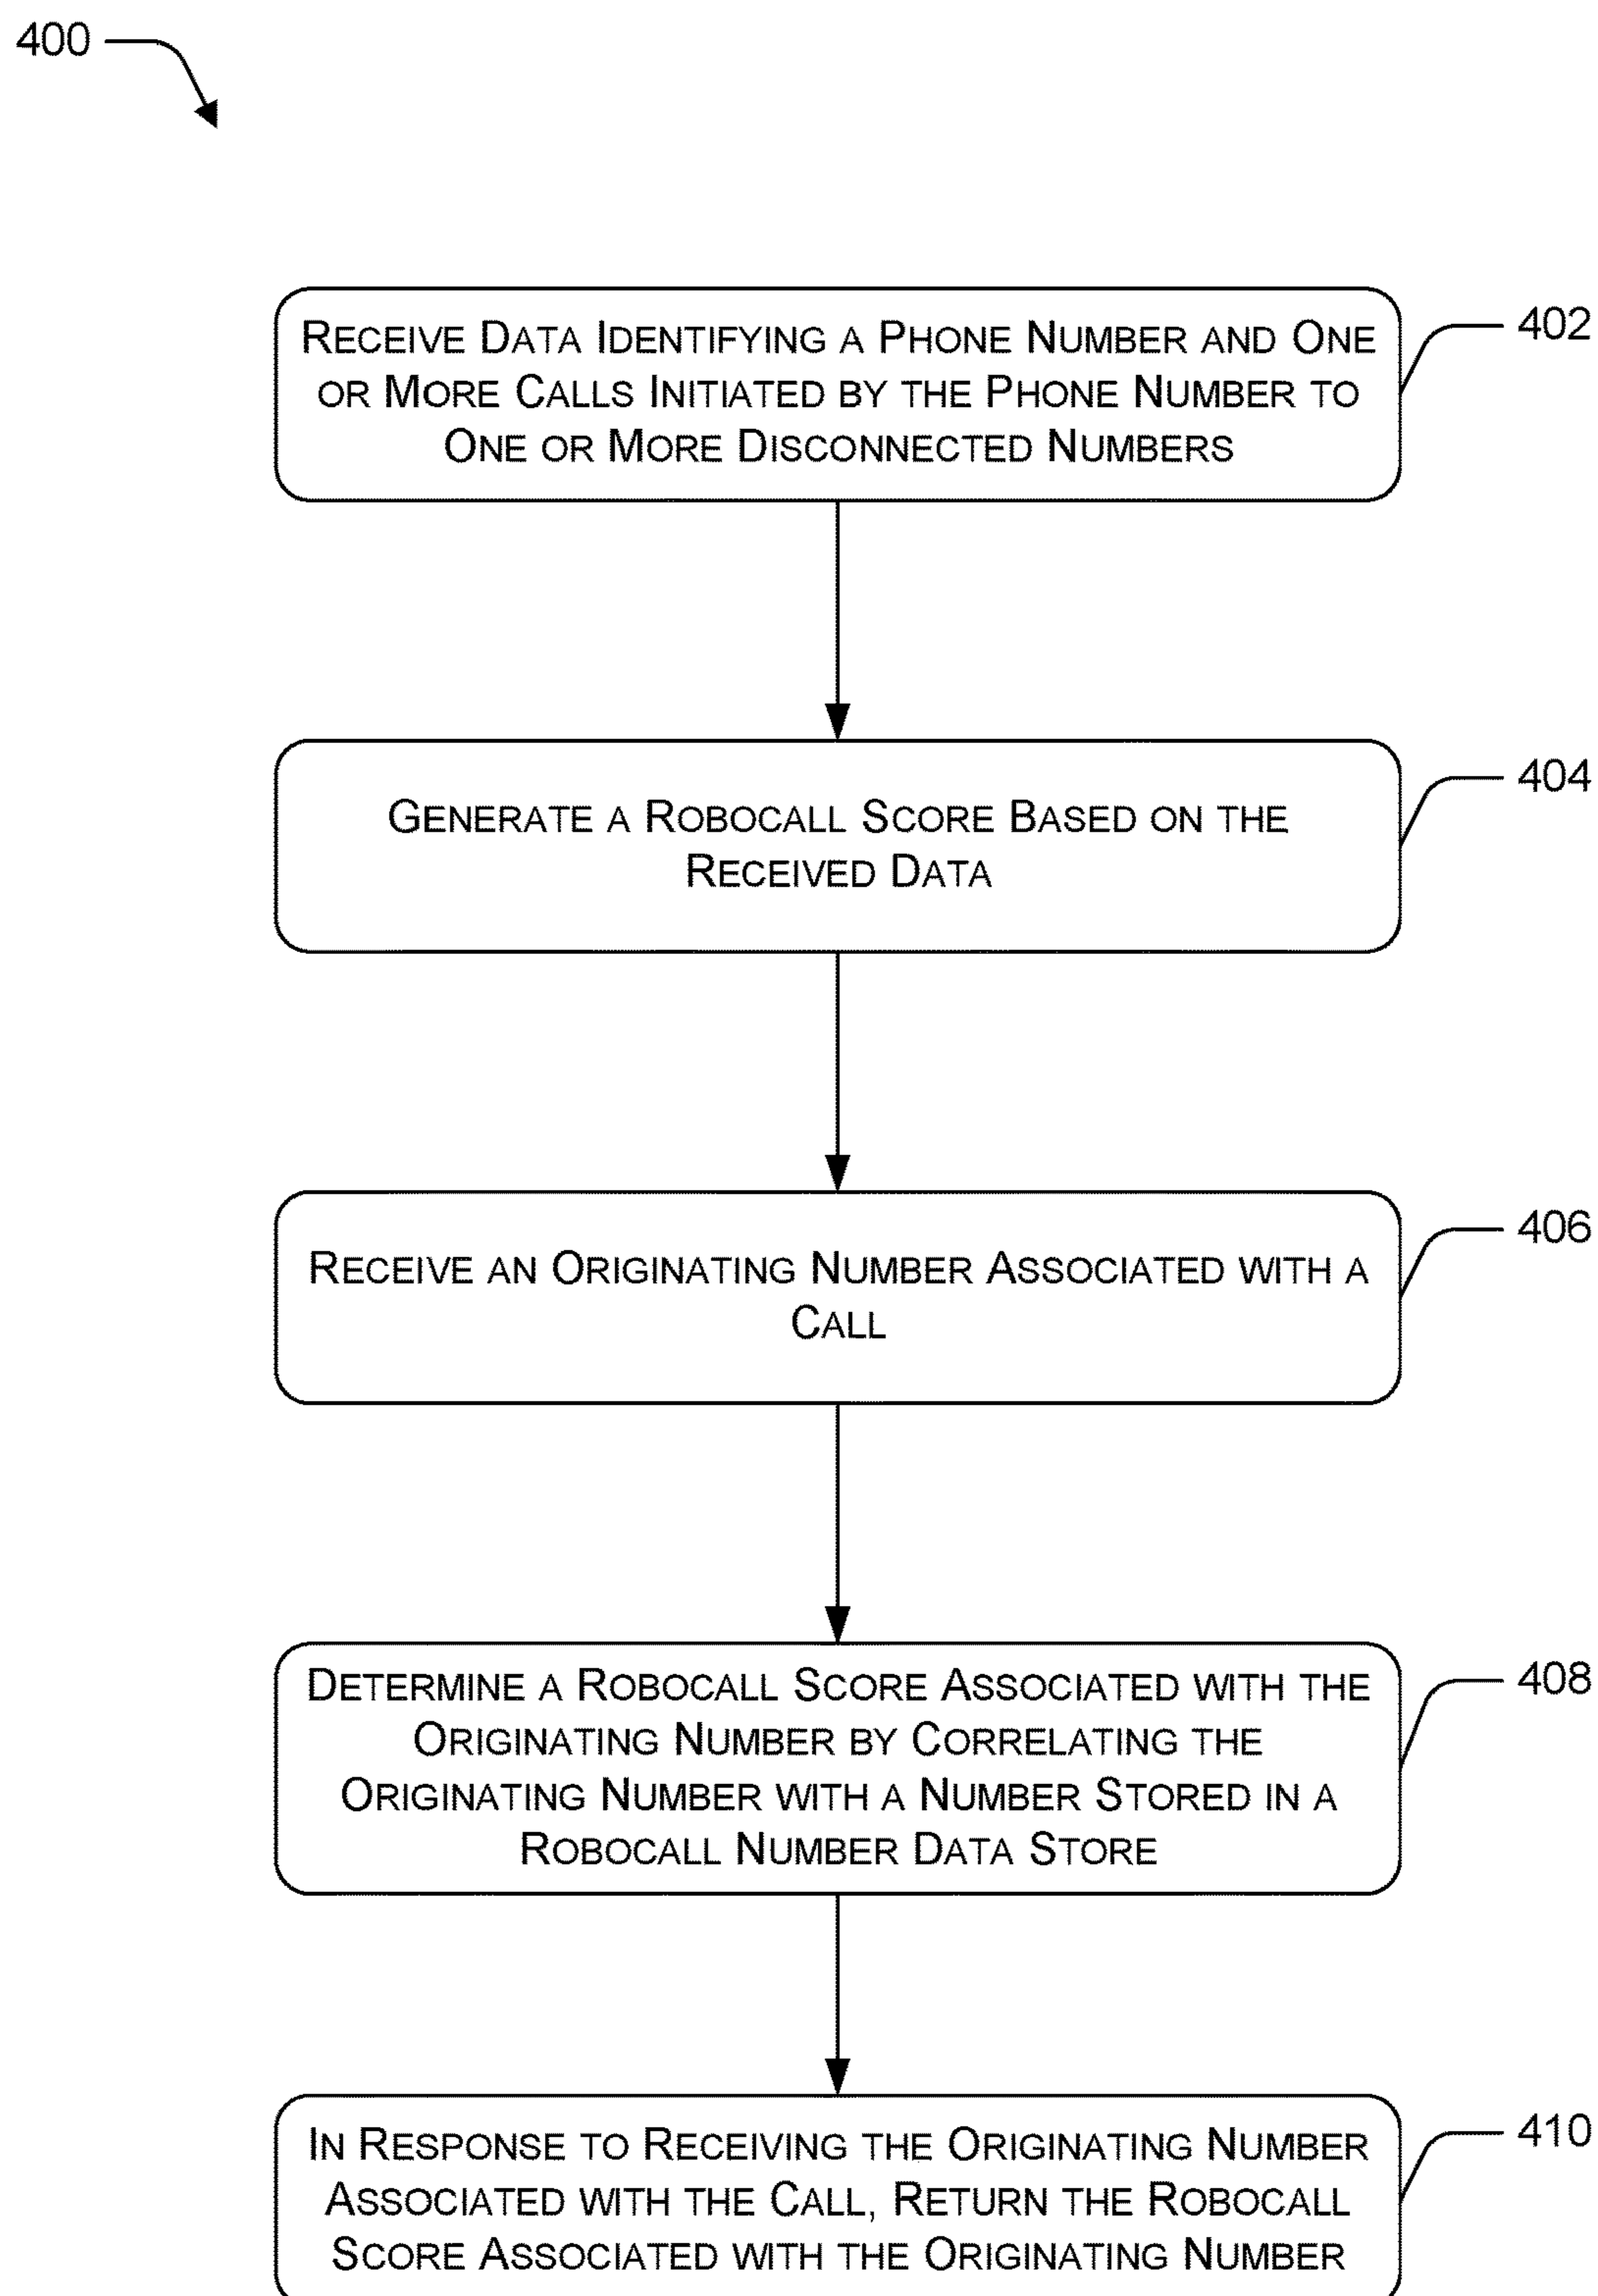 400
RECEIVE DATA IDENTIFYING A PHONE NUMBER AND ONE
OR MORE CALLS INITIATED BY THE PHONE NUMBER TO
ONE OR MORE DISCONNECTED NUMBERS
402
GENERATE A ROBOCALL SCORE BASED ON THE
RECEIVED DATA
404
RECEIVE AN ORIGINATING NUMBER ASSOCIATED WITH A
CALL
406
DETERMINE A ROBOCALL SCORE ASSOCIATED WITH THE
ORIGINATING NUMBER BY CORRELATING THE
ORIGINATING NUMBER WITH A NUMBER STORED IN A
ROBOCALL NUMBER DATA STORE
408
IN RESPONSE TO RECEIVING THE ORIGINATING NUMBER
ASSOCIATED WITH THE CALL, RETURN THE ROBOCALL
SCORE ASSOCIATED WITH THE ORIGINATING NUMBER
410